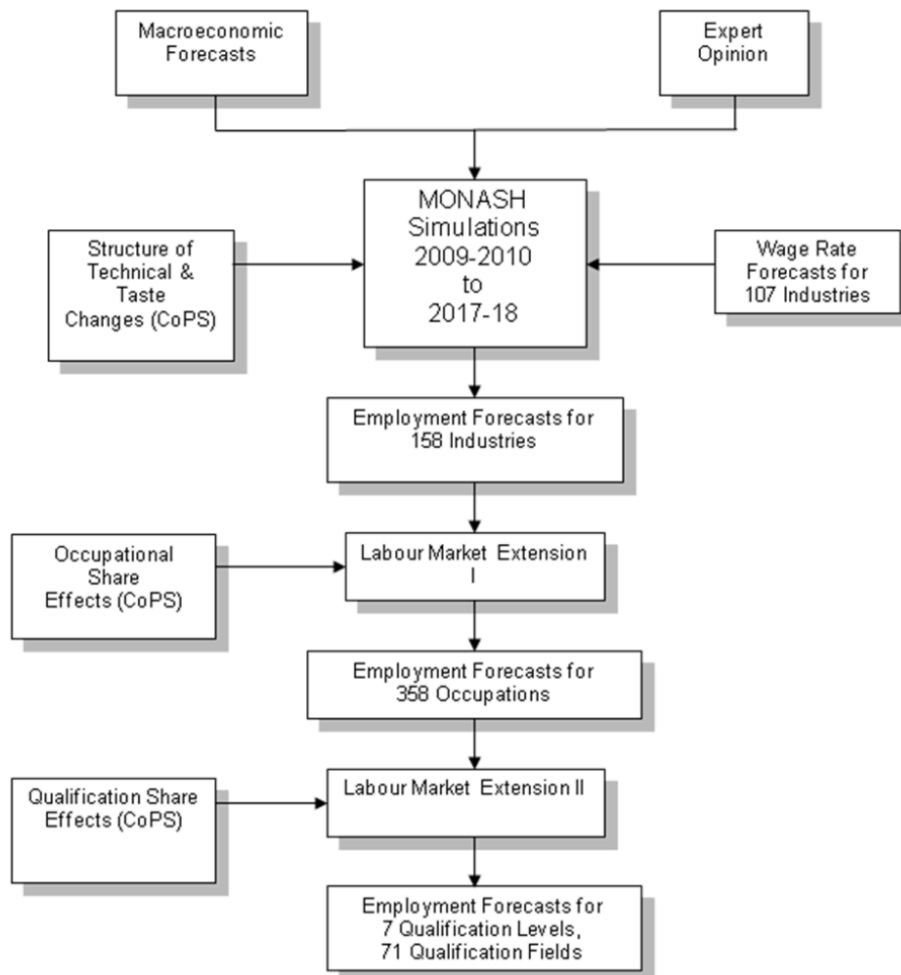 Macroeconomic
Forecasts
Expert
Opinion
MONASH
Simulations
2009-2010
to
2017-18
Structure of
Technical &
Taste
Changes (CoPS)
Wage Rate
Forecasts for
107 Industries
Employment Forecasts for
158 Industries
Occupational
Share
Effects (CoPS)
Labour Market Extension
I
Employment Forecasts for
358 Occupations
Qualification Share
Effects (CoPS)
Labour Market Extension II
Employment Forecasts for
7 Qualification Levels,
71 Qualification Fields